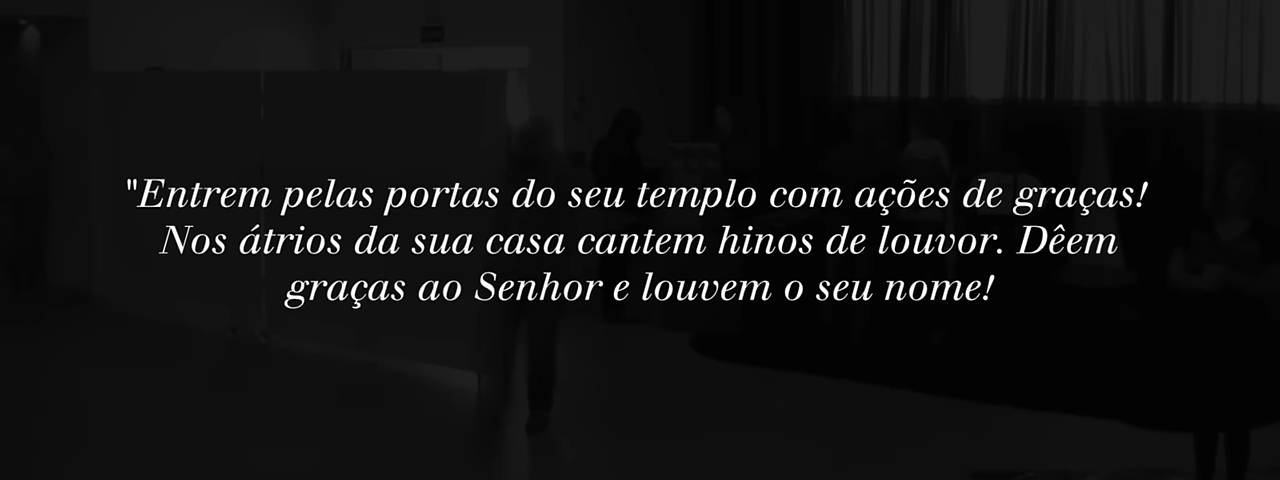 "Entrem pelas portas do seu templo com ações de graças!
Nos átrios da sua casa cantem hinos de louvor. Dêem
graças ao Senhor e louvem o seu nome!